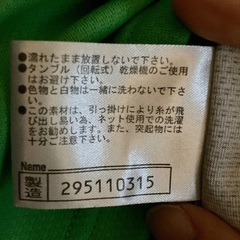 ●濡れたまま放置しないで下さい。
●タンブル(回転式)乾燥機のご使用
はお避け下さい。
●色物と白物は一緒に洗わないで下さ
い。
●この素材は、引っ掛けにより糸が飛
び出し易い為、ネット使用での洗濯
をお勧めします。また、突起物には
十分ご注意下さい。
Name
製造 295110315